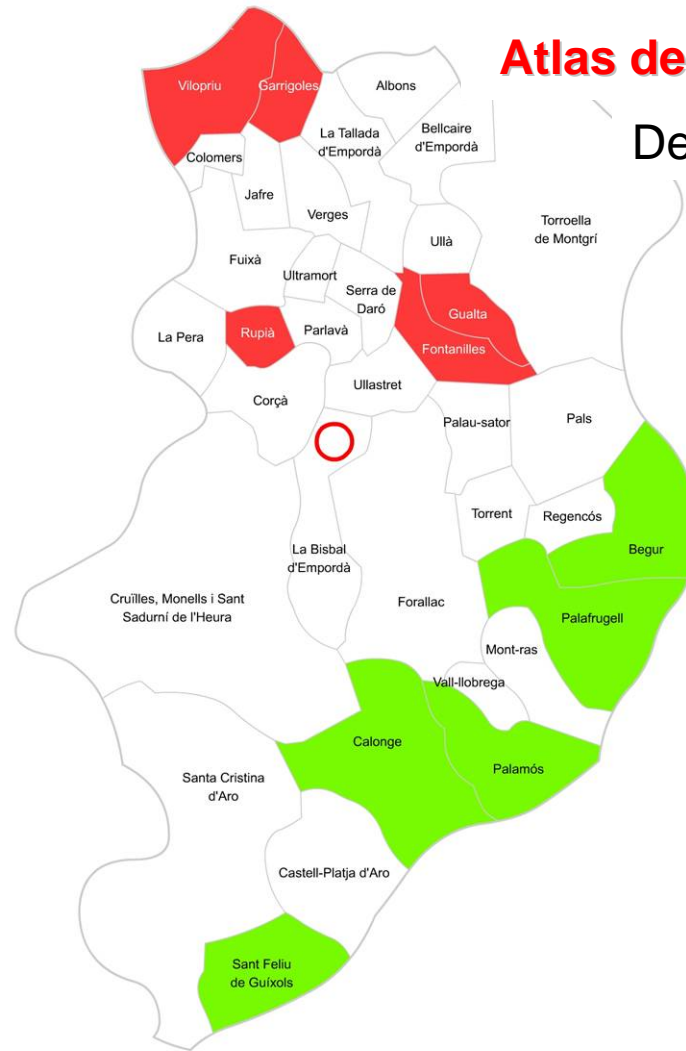 Atlas de
De
Vilopriu
Garrigoles
Albons
La Tallada
d'Empordà
Bellcaire
d'Empordà
Colomers
Jafre
Verges
Ullà
Torroella
de Montgrí
Fuixà
Ultramort
Serra de
Daró
Gualta
La Pera
Rupià
Parlavà
Fontanilles
Ullastret
Corçà
Palau-sator
Pals
Torrent
Regencós
La Bisbal
d'Empordà
Begur
Cruïlles, Monells i Sant
Sadurní de l'Heura
Forallac
Palafrugell
Mont-ras
Vall-llobrega
Calonge
Palamós
Santa Cristina
d'Aro
Castell-Platja d'Aro
Sant Feliu
de Guíxols